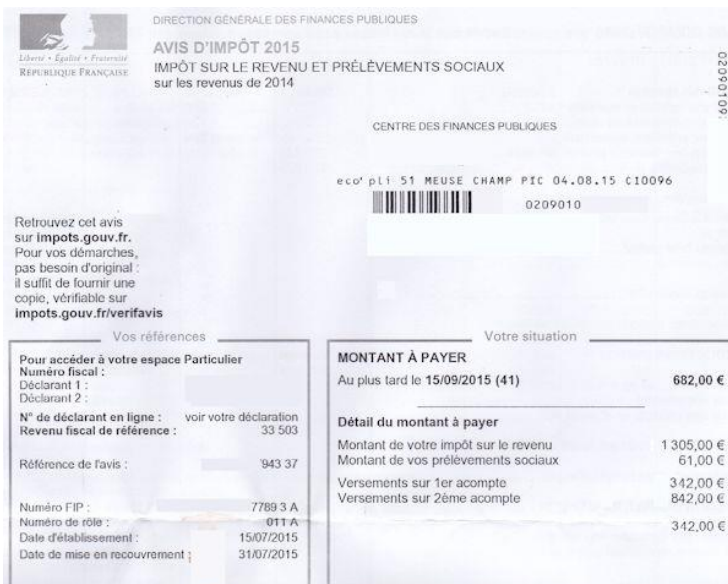 DIRECTION GÉNÉRALE DES FINANCES PUBLIQUES
AVIS D'IMPÔT 2015
IMPÔT SUR LE REVENU ET PRÉLÈVEMENTS SOCIAUX
sur les revenus de 2014
Liberté • Égalité • Fraternité
RÉPUBLIQUE FRANÇAISE
02090109
CENTRE DES FINANCES PUBLIQUES
eco'pli 51 MEUSE CHAMP PIC 04.08.15 C10096
0209010
Retrouvez cet avis
sur impots.gouv.fr.
Pour vos démarches,
pas besoin d'original :
il suffit de fournir une
copie, vérifiable sur
impots.gouv.fr/verifavis
Vos références
Pour accéder à votre espace Particulier
Numéro fiscal :
Déclarant 1 :
Déclarant 2 :
N° de déclarant en ligne : voir votre déclaration
Revenu fiscal de référence : 33 503
Référence de l'avis : 943 37
Numéro FIP : 7789 3 A
Numéro de rôle : 011 A
Date d'établissement : 15/07/2015
Date de mise en recouvrement : 31/07/2015
Votre situation
MONTANT À PAYER
Au plus tard le 15/09/2015 (41) 682,00 €
Détail du montant à payer
Montant de votre impôt sur le revenu 1 305,00 €
Montant de vos prélèvements sociaux 61,00 €
Versements sur 1er acompte 342,00 €
Versements sur 2ème acompte 842,00 €
342,00 €